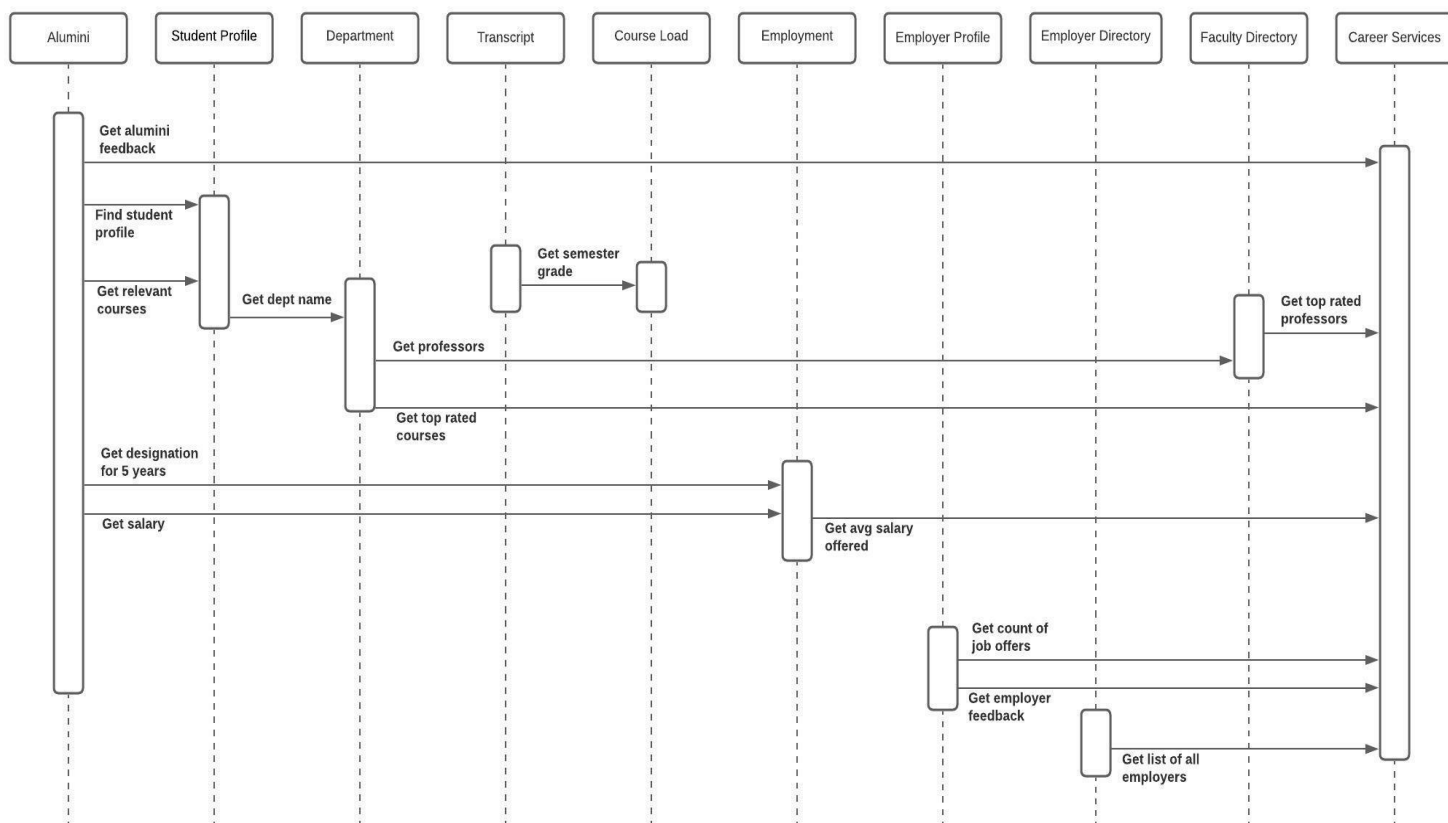 Alumini
Student Profile
Department
Transcript
Course Load
Employment
Employer Profile
Employer Directory
Faculty Directory
Career Services
Get alumini
feedback
Find student
profile
Get semester
grade
Get relevant
courses
Get dept name
Get top rated
professors
Get professors
Get top rated
courses
Get designation
for 5 years
Get salary
Get avg salary
offered
Get count of
job offers
Get employer
feedback
Get list of all
employers